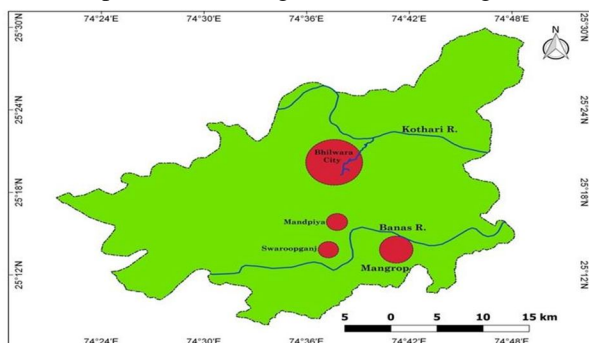 74°24'E 74°30'E 74°36'E 74°42'E 74°48'E
N
25°30'N 25°30'N
25°24'N 25°24'N
Kothari R.
Bhilwara
City
25°18'N 25°18'N
Mandpiya
Banas R.
Swaroopganj
Mangrop
25°12'N 25°12'N
5 0 5 10 15 km
74°24'E 74°30'E 74°36'E 74°42'E 74°48'E